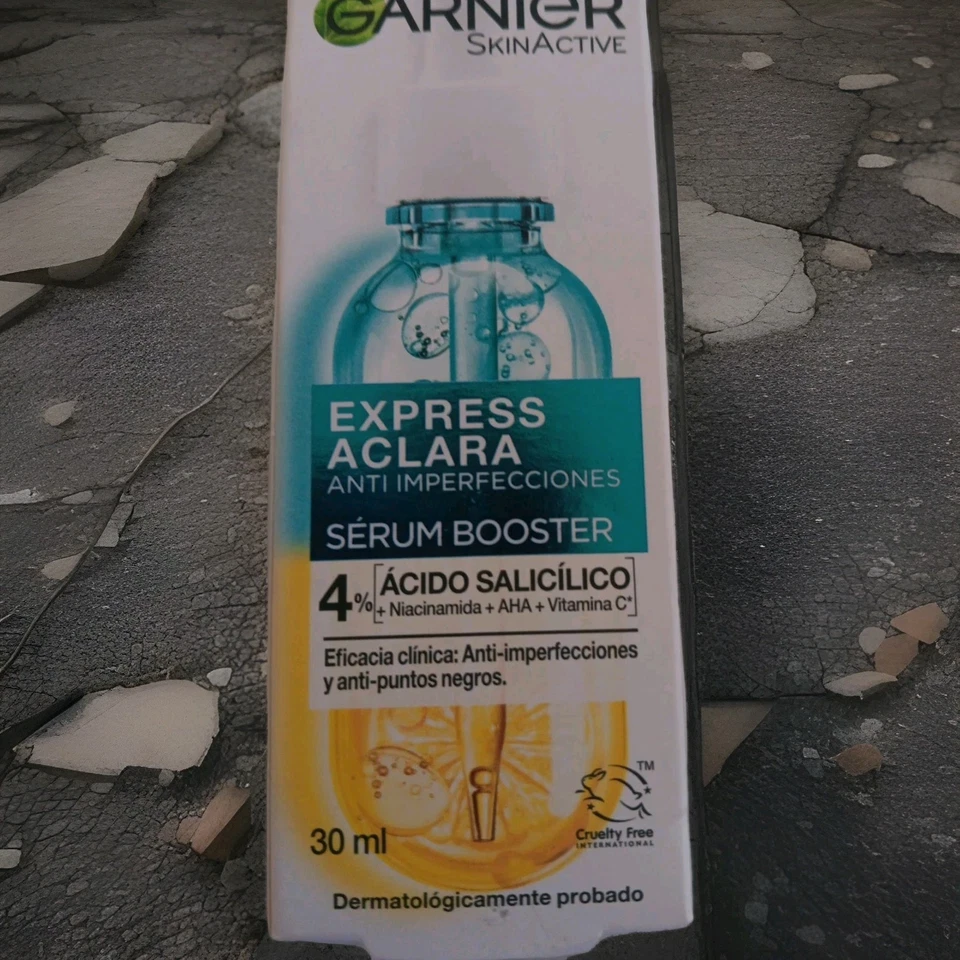 GARNIER
SKINACTIVE
EXPRESS
ACLARA
ANTI IMPERFECCIONES
SÉRUM BOOSTER
4% [ÁCIDO SALICÍLICO
+ Niacinamida + AHA + Vitamina C*]
Eficacia clínica: Anti-imperfecciones
y anti-puntos negros.
TM
Cruelty Free
INTERNATIONAL
30 ml
Dermatológicamente probado